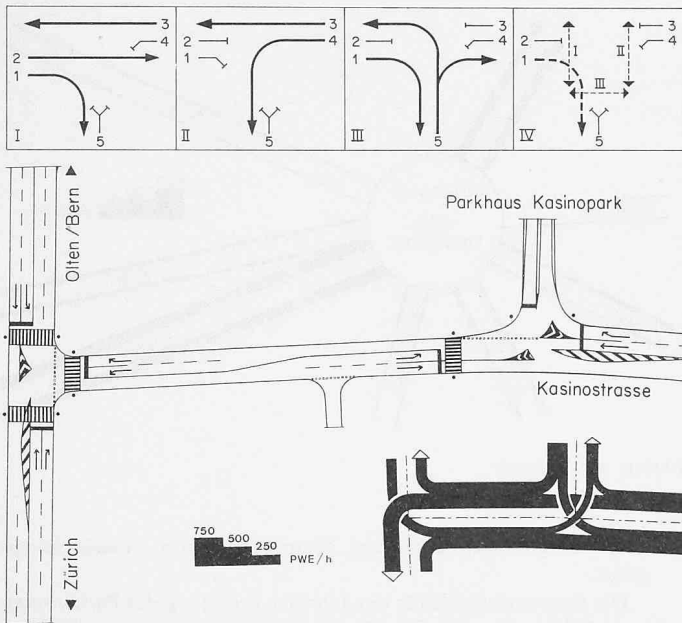 3
4
2
1
5
I
3
4
2
1
5
II
3
4
2
1
5
III
3
4
2
1
5
I
II
III
IV
Olten/Bern
Zürich
Parkhaus Kasinopark
Kasinostrasse
750
500
250
PWE/h